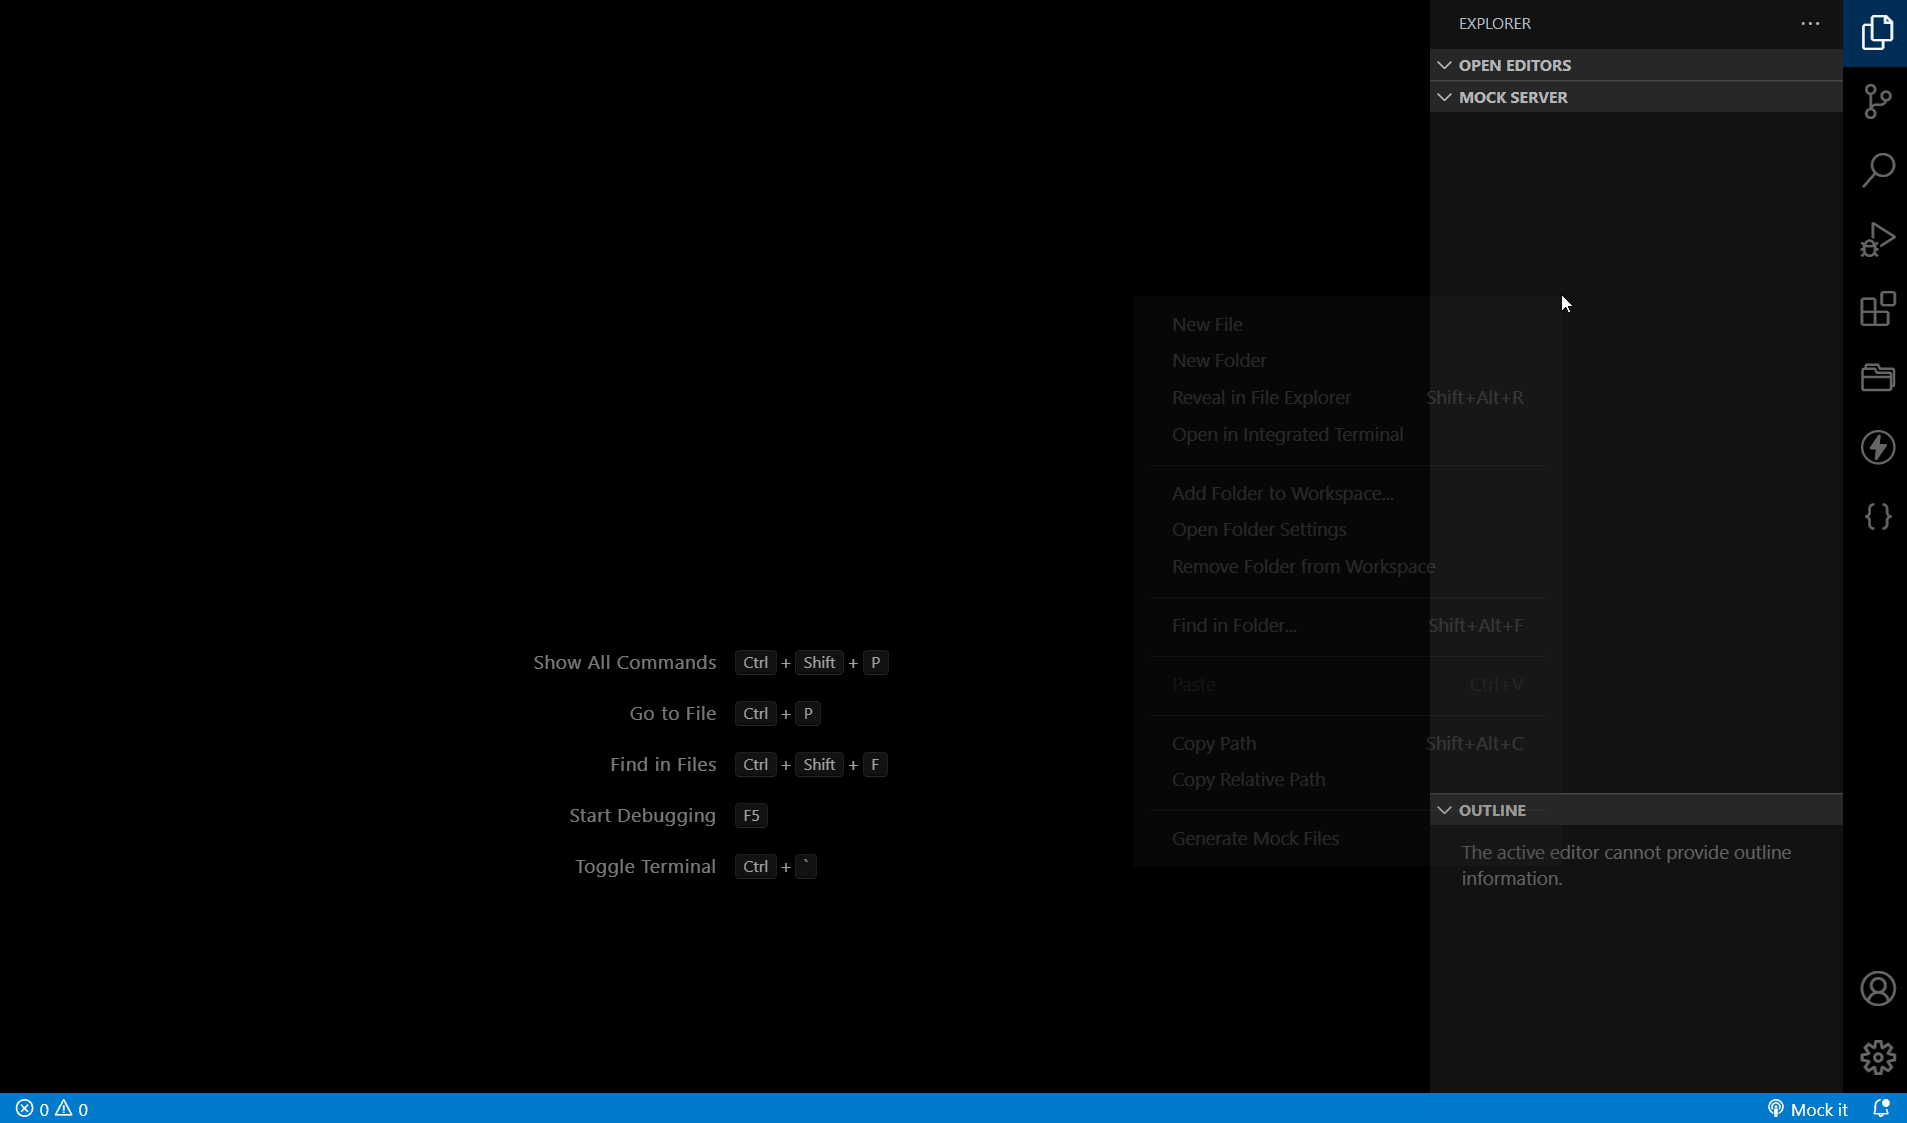 EXPLORER
OPEN EDITORS
MOCK SERVER
New File
New Folder
Reveal in File Explorer Shift+Alt+R
Open in Integrated Terminal
Add Folder to Workspace...
Open Folder Settings
Remove Folder from Workspace
Find in Folder... Shift+Alt+F
Paste Ctrl+V
Copy Path Shift+Alt+C
Copy Relative Path
Generate Mock Files
Show All Commands Ctrl + Shift + P
Go to File Ctrl + P
Find in Files Ctrl + Shift + F
Start Debugging F5
Toggle Terminal Ctrl + `
OUTLINE
The active editor cannot provide outline
information.
0 0
Mock it